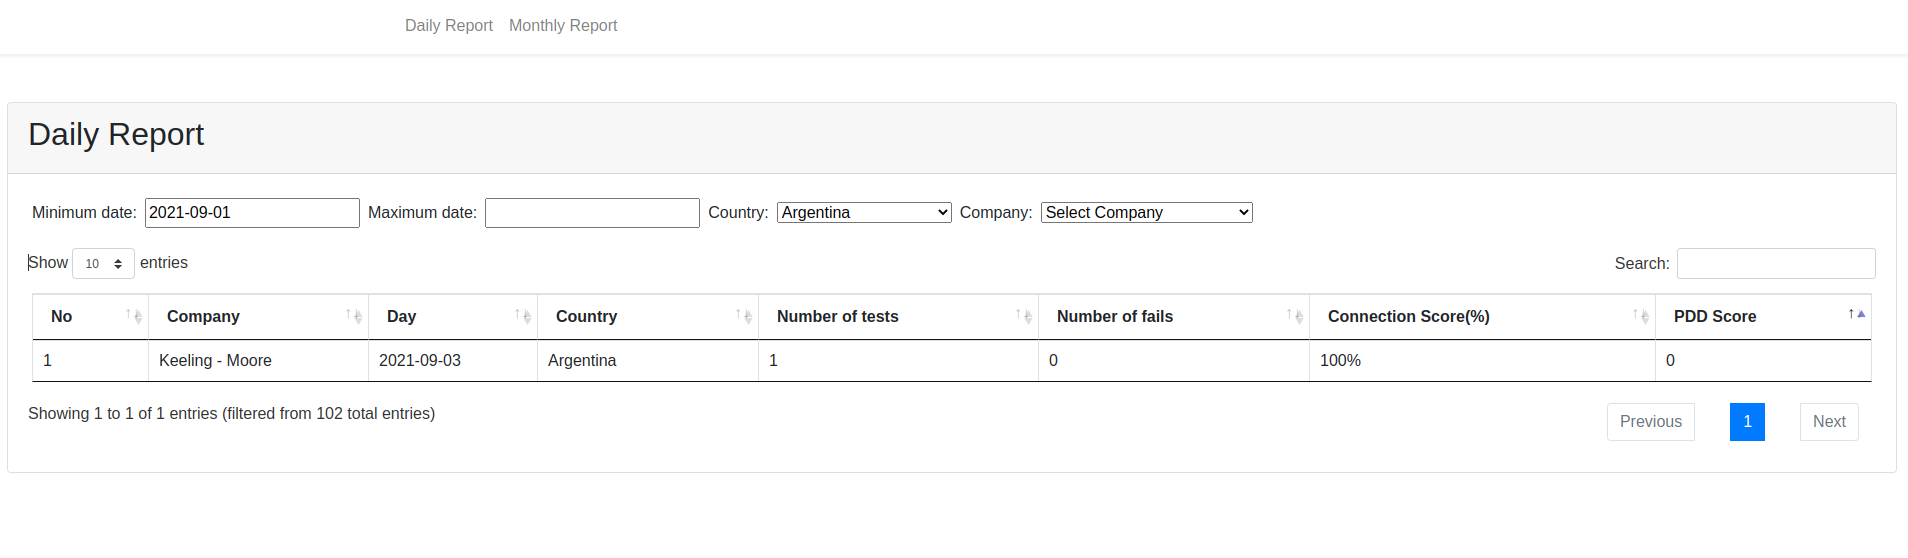 Daily Report Monthly Report
Daily Report
Minimum date: 2021-09-01 Maximum date: Country: Argentina Company: Select Company
Show 10 entries Search:
No Company Day Country Number of tests Number of fails Connection Score(%) PDD Score
1 Keeling - Moore 2021-09-03 Argentina 1 0 100% 0
Showing 1 to 1 of 1 entries (filtered from 102 total entries) Previous 1 Next